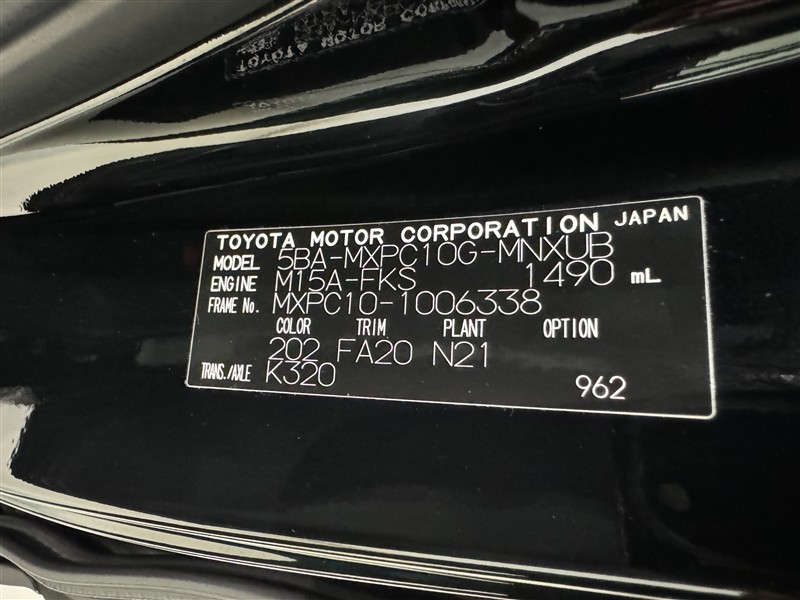 TOYOTA MOTOR CORPORATION JAPAN
MODEL 5BA-MXPC10G-MNXUB
ENGINE M15A-FKS 1490 mL
FRAME No. MXPC10-1006338
COLOR TRIM PLANT OPTION
202 FA20 N21
TRANS./AXLE K320 962